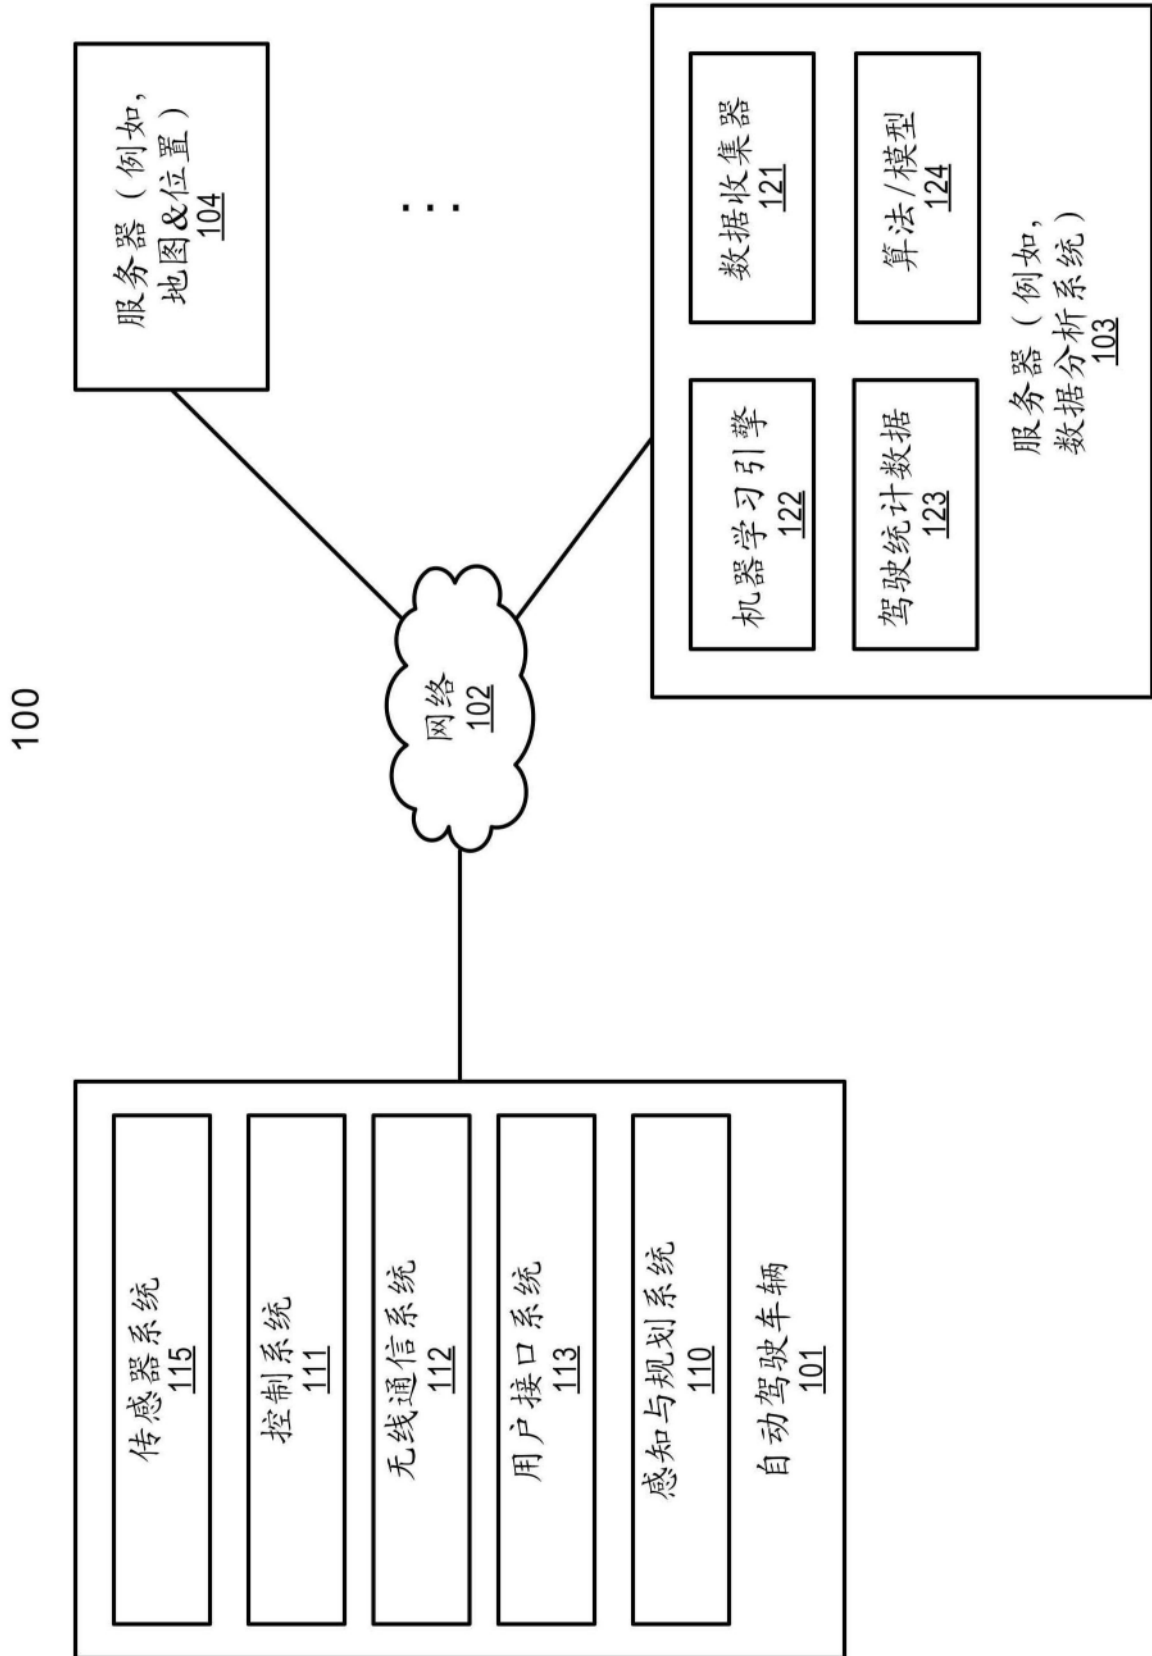 100
传感器系统
115
控制系统
111
无线通信系统
112
用户接口系统
113
感知与规划系统
110
自动驾驶车辆
101
网络
102
服务器（例如，
地图&位置）
104
...
机器学习引擎
122
数据收集器
121
驾驶统计数据
123
算法/模型
124
服务器（例如，
数据分析系统）
103